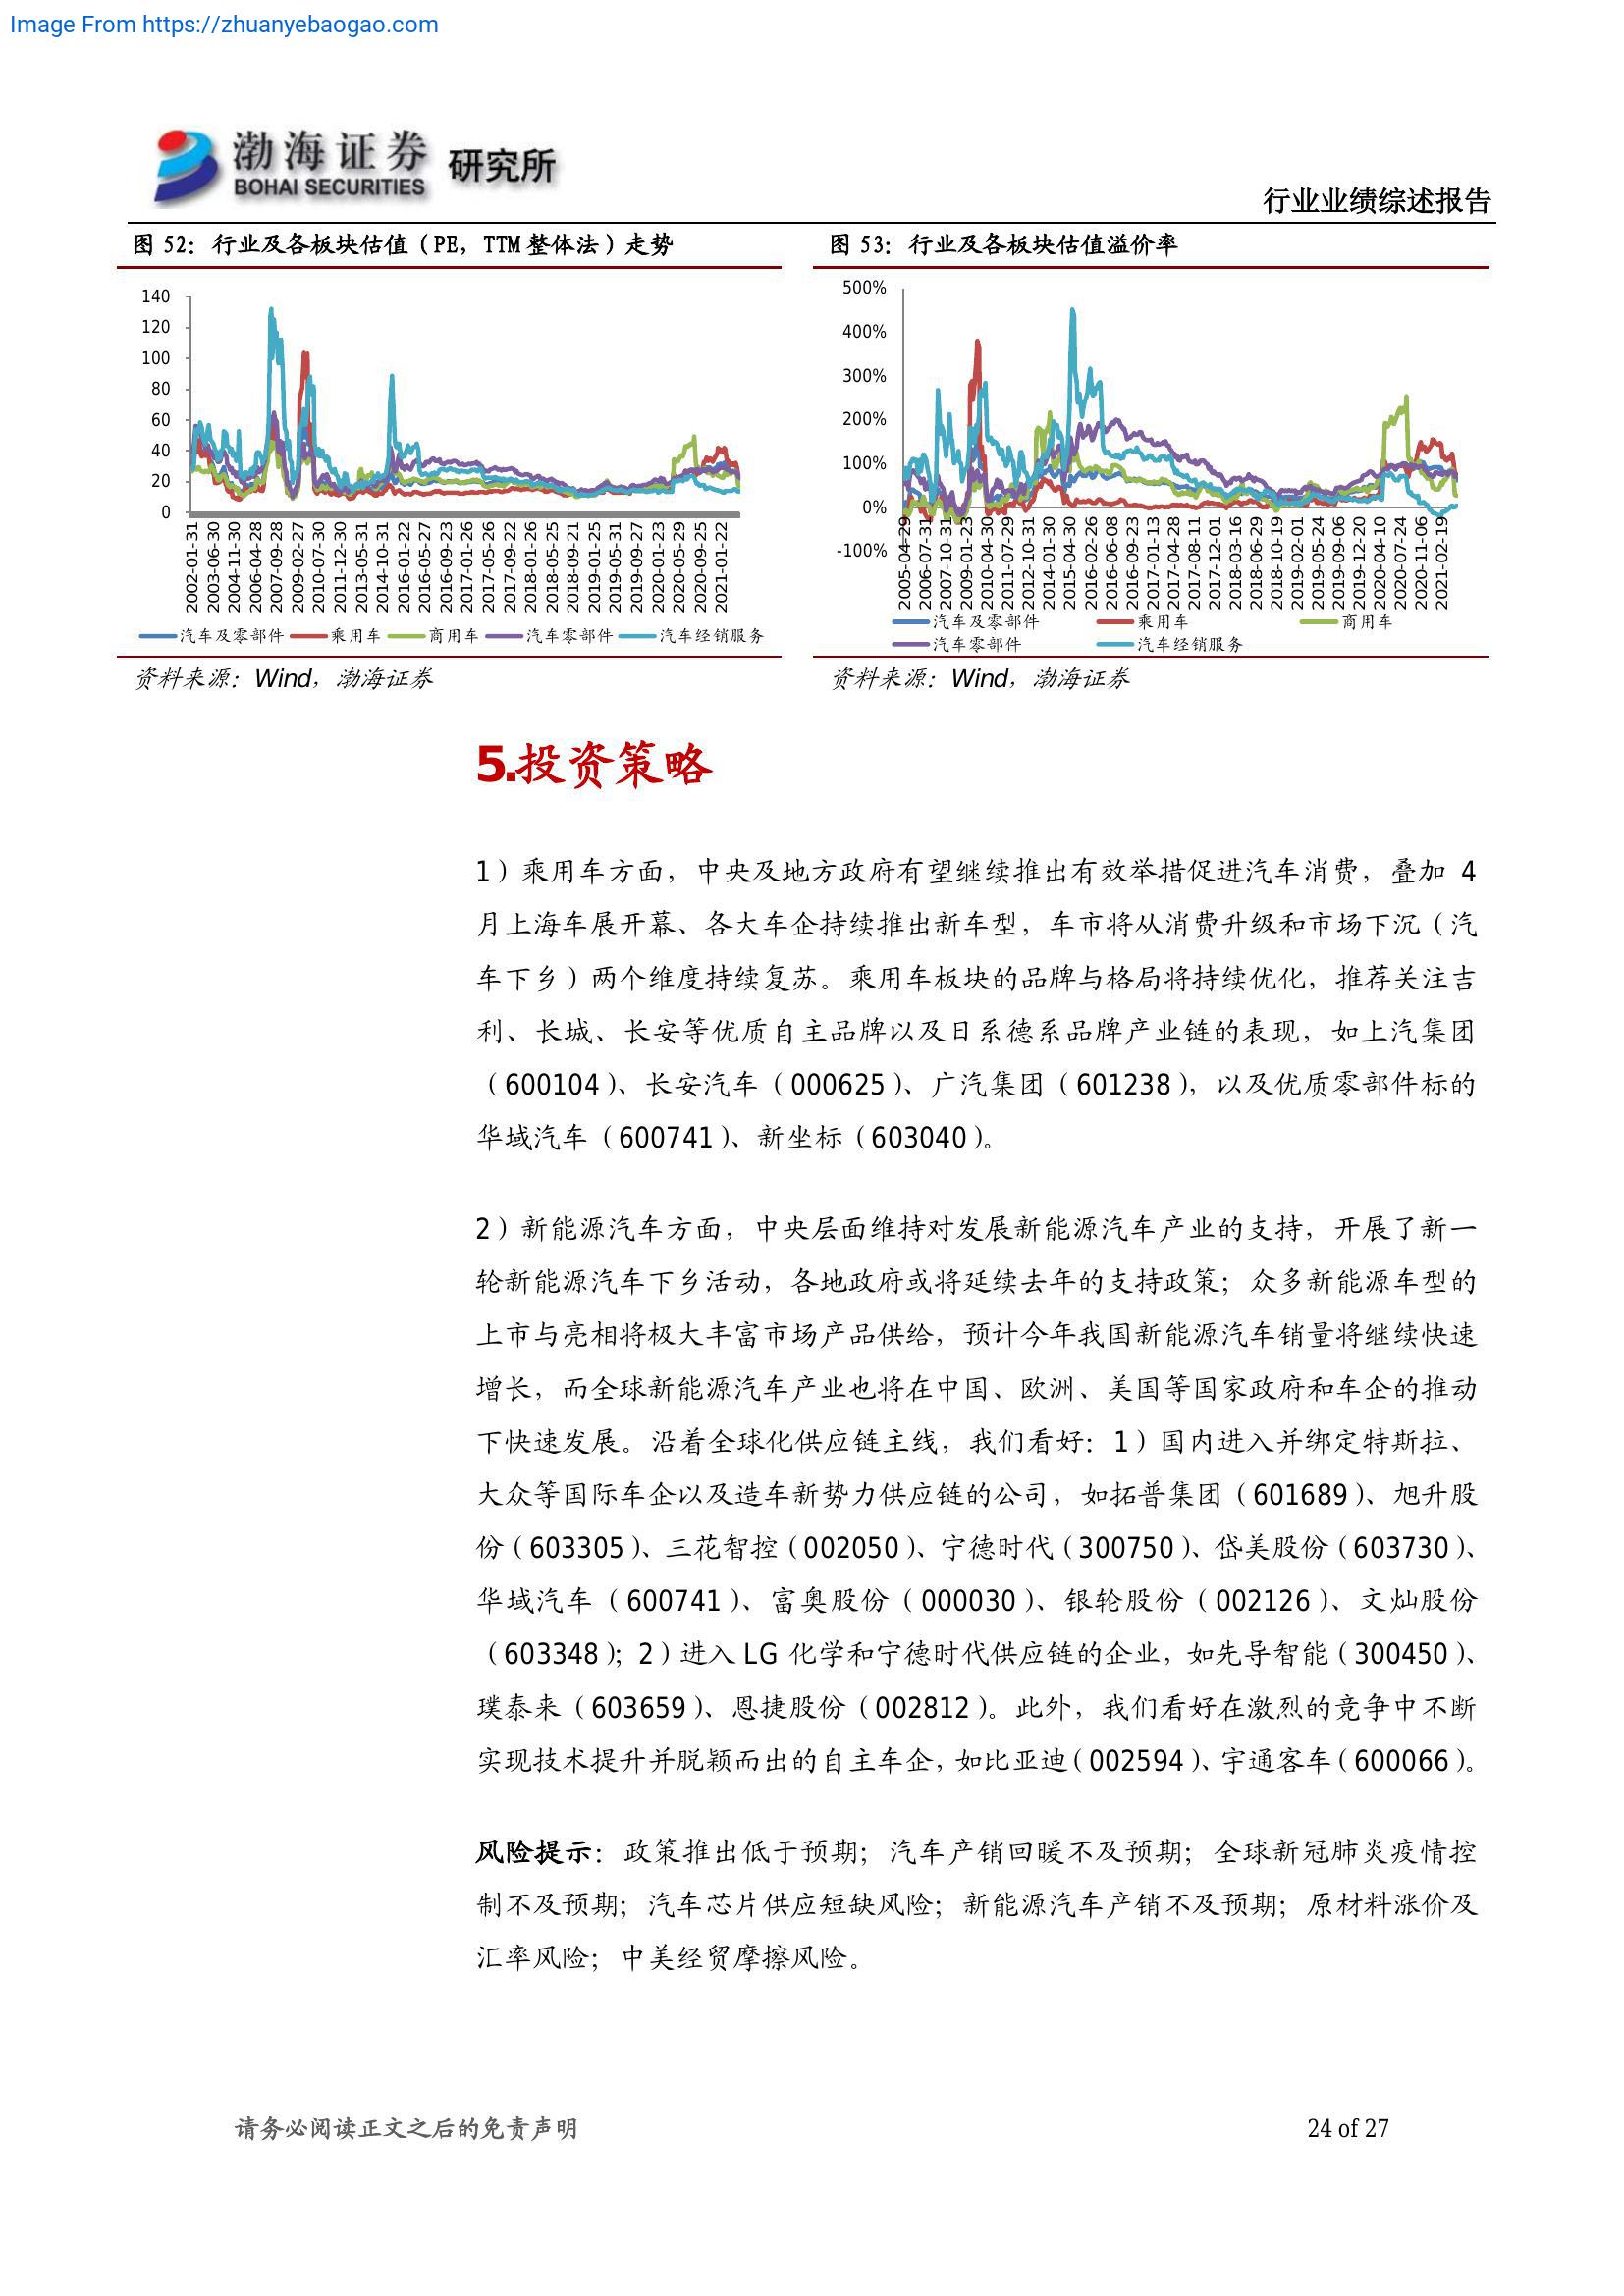 Image From https://zhuanyebaogao.com
渤海证券 研究所
BOHAI SECURITIES
行业业绩综述报告
图 52：行业及各板块估值（PE，TTM 整体法）走势
140
120
100
80
60
40
20
0
2002-01-31
2003-06-30
2004-11-30
2006-04-28
2007-09-28
2009-02-27
2010-07-30
2011-12-30
2013-05-31
2014-10-31
2016-01-22
2016-05-27
2016-09-23
2017-01-26
2017-05-26
2017-09-22
2018-01-26
2018-05-25
2018-09-21
2019-01-25
2019-05-31
2019-09-27
2020-01-23
2020-05-29
2020-09-25
2021-01-22
汽车及零部件 乘用车 商用车 汽车零部件 汽车经销服务
资料来源：Wind，渤海证券
图 53：行业及各板块估值溢价率
500%
400%
300%
200%
100%
0%
-100%
2005-04-29
2006-07-31
2007-10-31
2009-01-23
2010-04-30
2011-07-29
2012-10-31
2014-01-30
2015-04-30
2016-02-26
2016-06-08
2016-09-23
2017-01-13
2017-04-28
2017-08-11
2017-12-01
2018-03-16
2018-06-29
2018-10-19
2019-02-01
2019-05-24
2019-09-06
2019-12-20
2020-04-10
2020-07-24
2020-11-06
2021-02-19
汽车及零部件 乘用车 商用车
汽车零部件 汽车经销服务
资料来源：Wind，渤海证券
5.投资策略
1）乘用车方面，中央及地方政府有望继续推出有效举措促进汽车消费，叠加 4
月上海车展开幕、各大车企持续推出新车型，车市将从消费升级和市场下沉（汽
车下乡）两个维度持续复苏。乘用车板块的品牌与格局将持续优化，推荐关注吉
利、长城、长安等优质自主品牌以及日系德系品牌产业链的表现，如上汽集团
（600104）、长安汽车（000625）、广汽集团（601238），以及优质零部件标的
华域汽车（600741）、新坐标（603040）。
2）新能源汽车方面，中央层面维持对发展新能源汽车产业的支持，开展了新一
轮新能源汽车下乡活动，各地政府或将延续去年的支持政策；众多新能源车型的
上市与亮相将极大丰富市场产品供给，预计今年我国新能源汽车销量将继续快速
增长，而全球新能源汽车产业也将在中国、欧洲、美国等国家政府和车企的推动
下快速发展。沿着全球化供应链主线，我们看好：1）国内进入并绑定特斯拉、
大众等国际车企以及造车新势力供应链的公司，如拓普集团（601689）、旭升股
份（603305）、三花智控（002050）、宁德时代（300750）、岱美股份（603730）、
华域汽车（600741）、富奥股份（000030）、银轮股份（002126）、文灿股份
（603348）；2）进入 LG 化学和宁德时代供应链的企业，如先导智能（300450）、
璞泰来（603659）、恩捷股份（002812）。此外，我们看好在激烈的竞争中不断
实现技术提升并脱颖而出的自主车企，如比亚迪（002594）、宇通客车（600066）。
风险提示：政策推出低于预期；汽车产销回暖不及预期；全球新冠肺炎疫情控
制不及预期；汽车芯片供应短缺风险；新能源汽车产销不及预期；原材料涨价及
汇率风险；中美经贸摩擦风险。
请务必阅读正文之后的免责声明
24 of 27